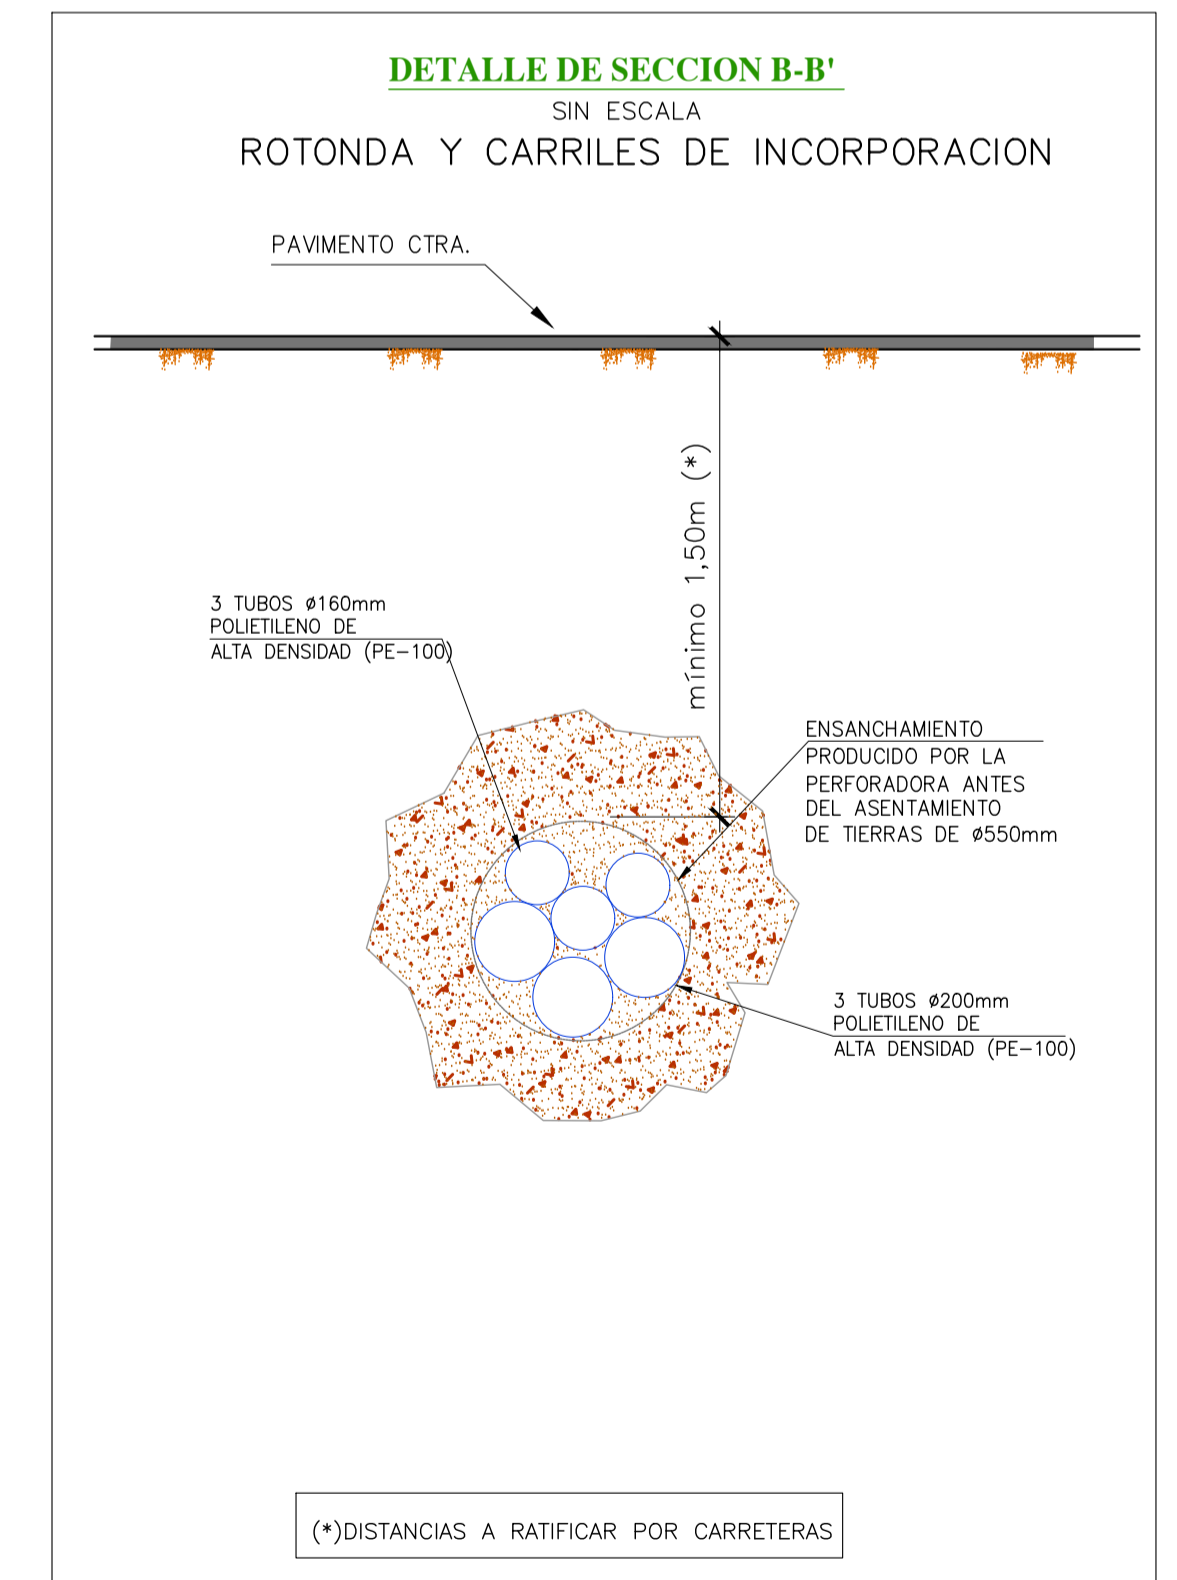 DETALLE DE SECCION B-B'
SIN ESCALA
ROTONDA Y CARRILES DE INCORPORACION
PAVIMENTO CTRA.
mínimo 1,50m (*)
3 TUBOS ø160mm
POLIETILENO DE
ALTA DENSIDAD (PE-100)
ENSANCHAMIENTO
PRODUCIDO POR LA
PERFORADORA ANTES
DEL ASENTAMIENTO
DE TIERRAS DE ø550mm
3 TUBOS ø200mm
POLIETILENO DE
ALTA DENSIDAD (PE-100)
(*)DISTANCIAS A RATIFICAR POR CARRETERAS